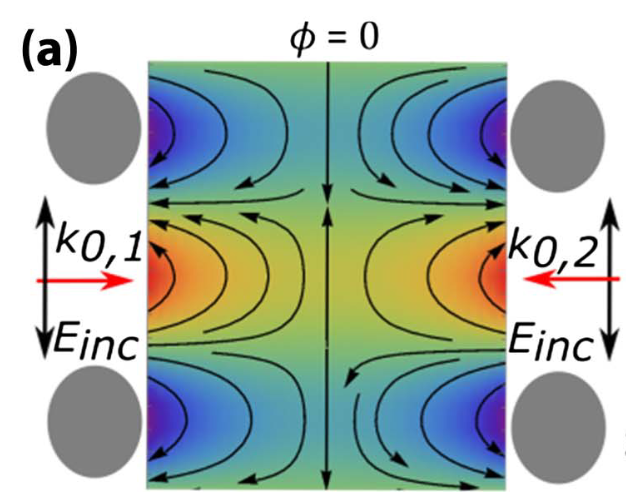 (a)
ϕ = 0
k0,1
k0,2
Einc
Einc